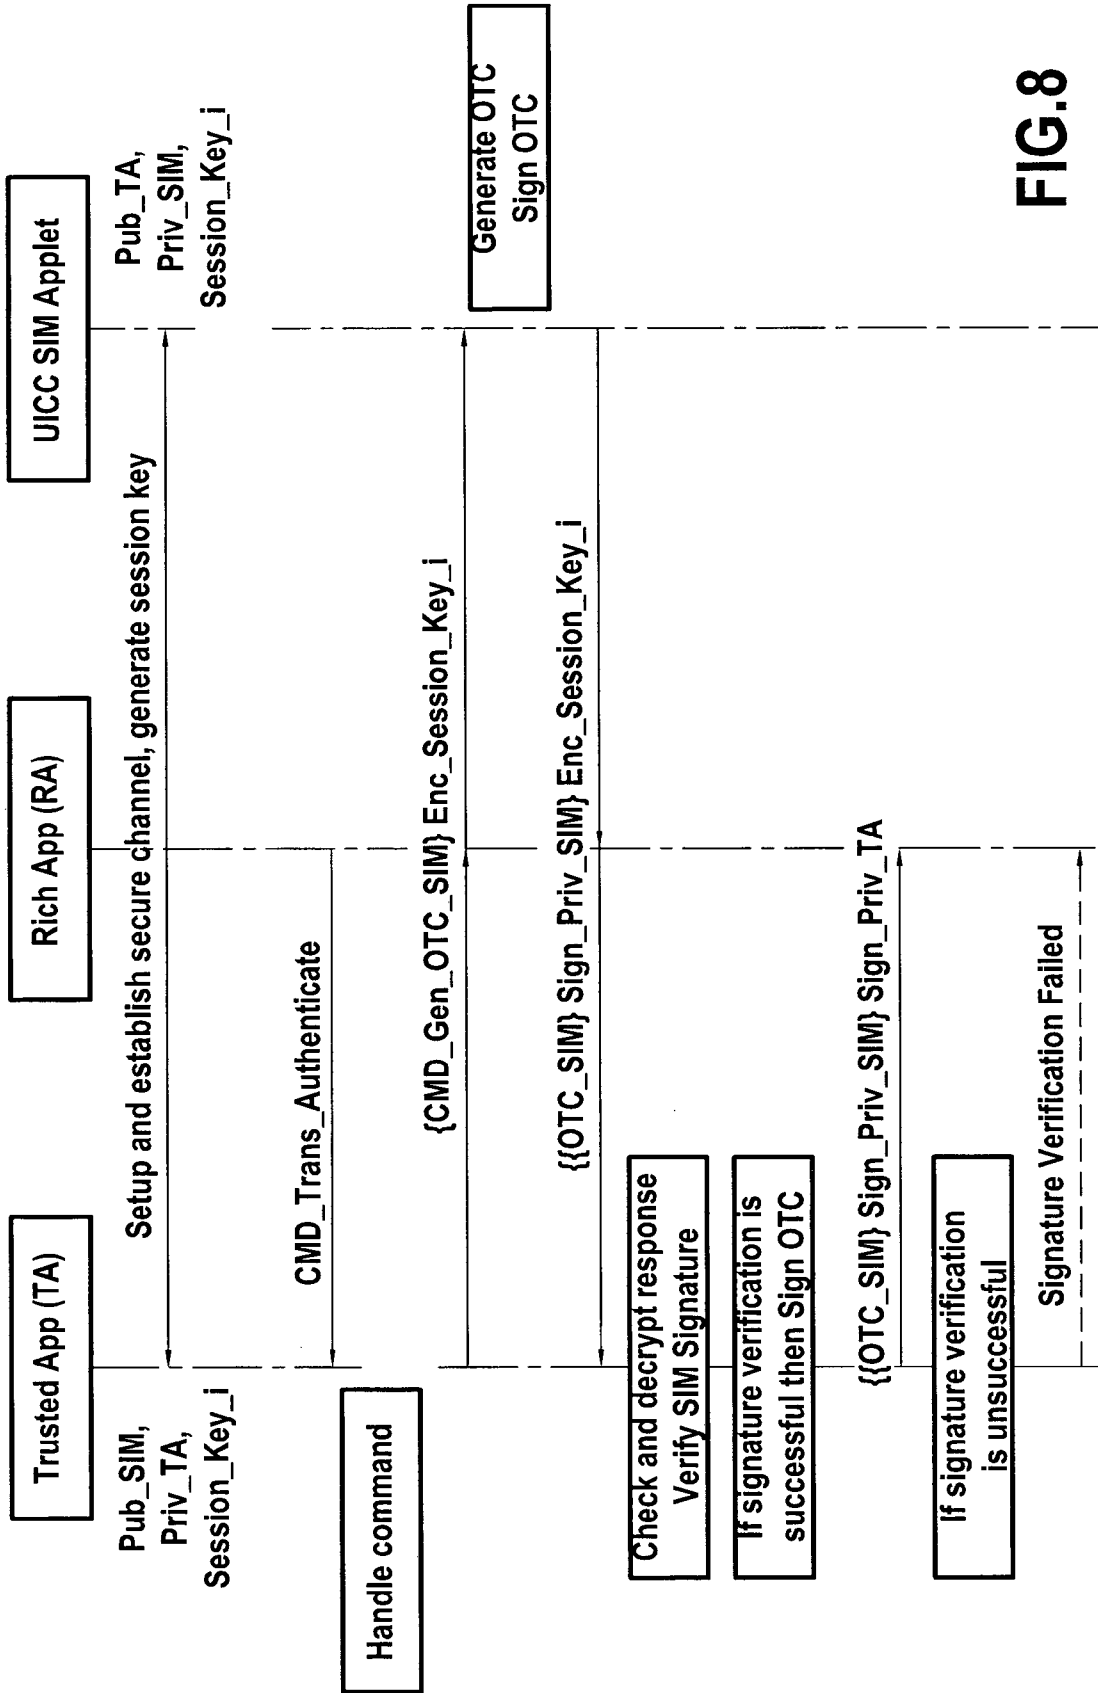 Trusted App (TA)
Rich App (RA)
UICC SIM Applet
Pub_SIM,
Priv_TA,
Session_Key_i
Setup and establish secure channel, generate session key
Pub_TA,
Priv_SIM,
Session_Key_i
CMD_Trans_Authenticate
Handle command
{CMD_Gen_OTC_SIM} Enc_Session_Key_i
Generate OTC
Sign OTC
{{OTC_SIM} Sign_Priv_SIM} Enc_Session_Key_i
Check and decrypt response
Verify SIM Signature
If signature verification is
successful then Sign OTC
{{OTC_SIM} Sign_Priv_SIM} Sign_Priv_TA
If signature verification
is unsuccessful
Signature Verification Failed
FIG.8